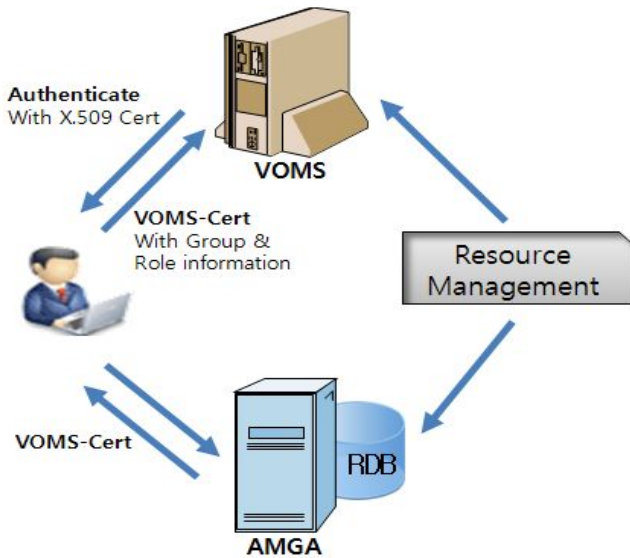 Authenticate
With X.509 Cert
VOMS
VOMS-Cert
With Group &
Role information
Resource
Management
VOMS-Cert
RDB
AMGA